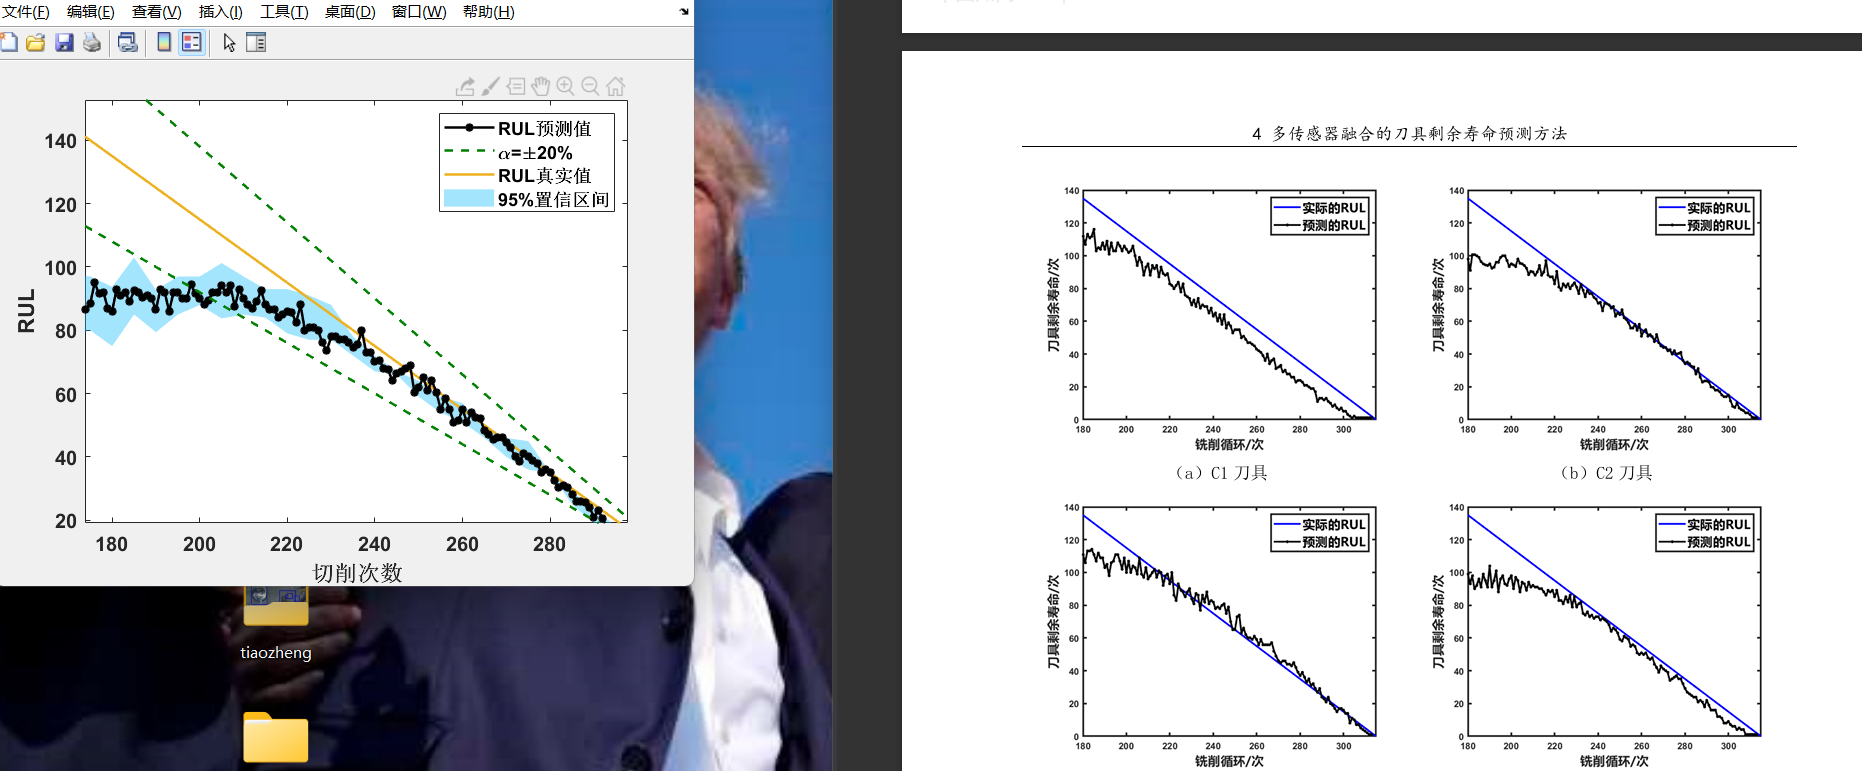 文件(F) 编辑(E) 查看(V) 插入(I) 工具(T) 桌面(D) 窗口(W) 帮助(H)
RUL预测值
α=±20%
RUL真实值
95%置信区间
RUL
140
120
100
80
60
40
20
180 200 220 240 260 280
切削次数
tiaozheng
4 多传感器融合的刀具剩余寿命预测方法
实际的RUL
预测的RUL
刀具剩余寿命/次
140
120
100
80
60
40
20
0
180 200 220 240 260 280 300
铣削循环/次
(a) C1 刀具
实际的RUL
预测的RUL
刀具剩余寿命/次
140
120
100
80
60
40
20
0
180 200 220 240 260 280 300
铣削循环/次
(b) C2 刀具
实际的RUL
预测的RUL
刀具剩余寿命/次
140
120
100
80
60
40
20
0
180 200 220 240 260 280 300
铣削循环/次
实际的RUL
预测的RUL
刀具剩余寿命/次
140
120
100
80
60
40
20
0
180 200 220 240 260 280 300
铣削循环/次